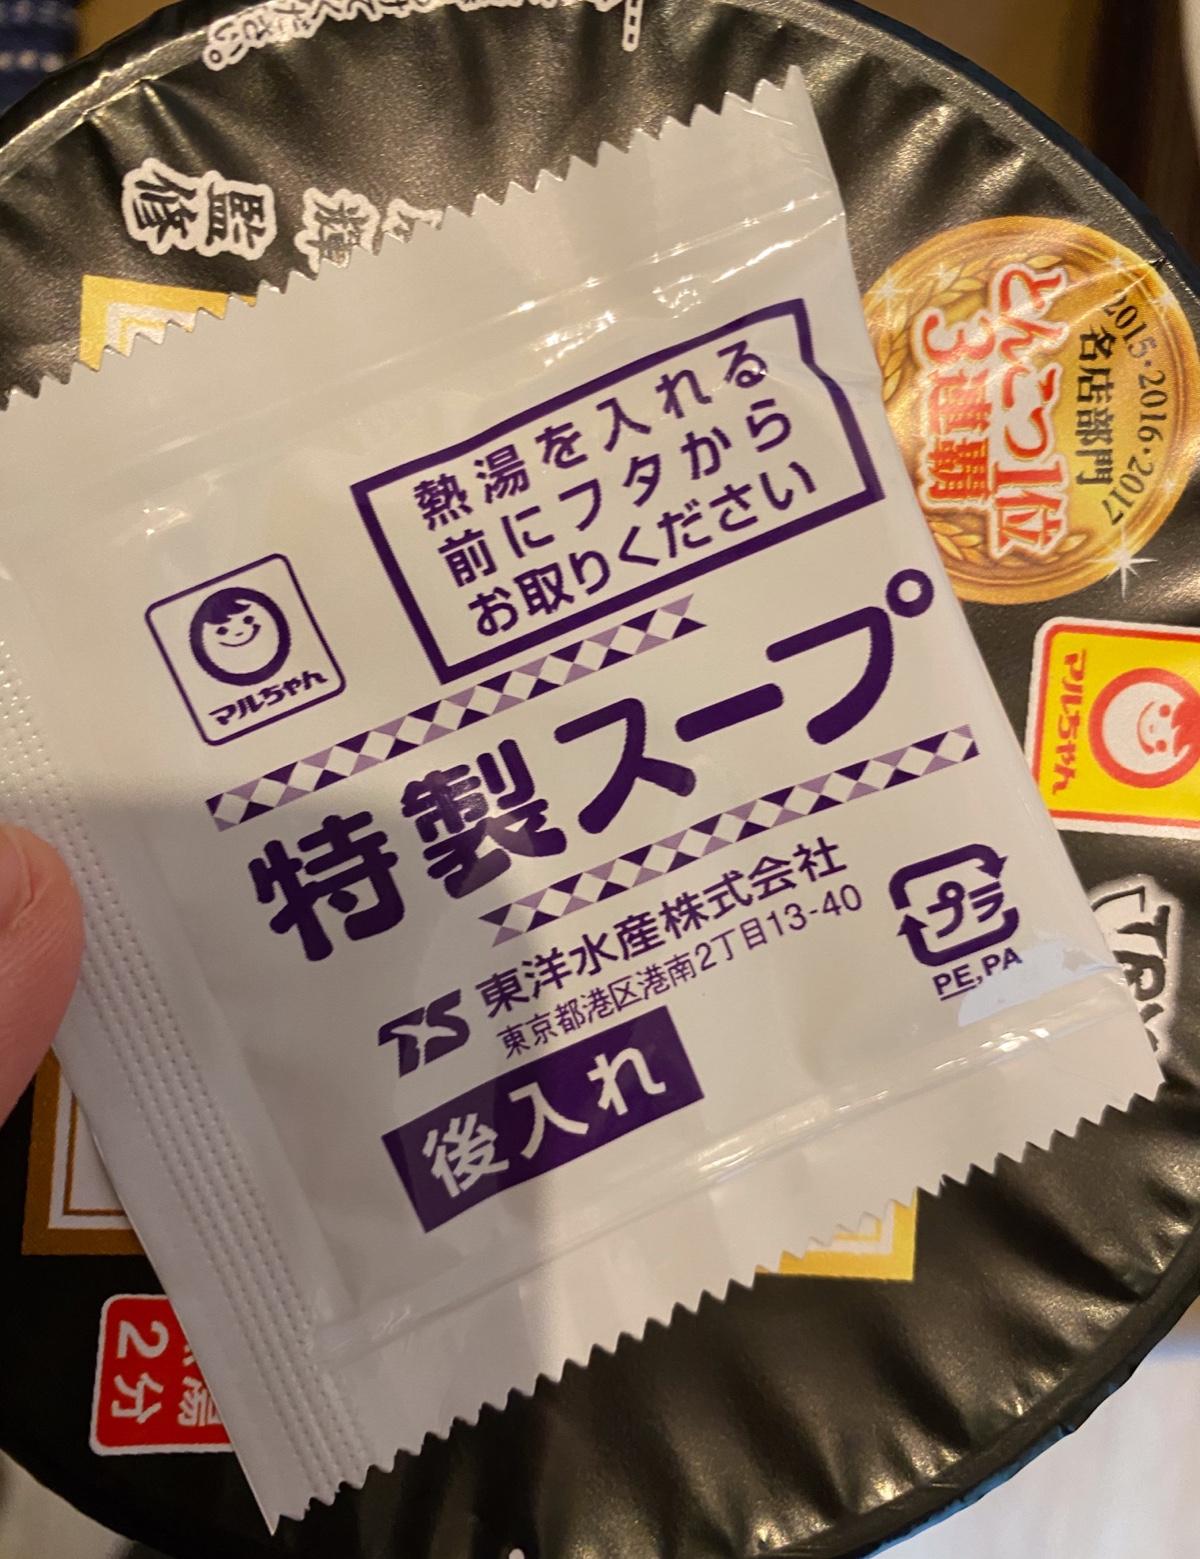 熱湯を入れる
前にフタから
お取りください
マルちゃん
特製スープ
TS 東洋水産株式会社
東京都港区港南2丁目13-40
後入れ
プラ
PE,PA
監修
2015・2016・2017
名店部門
とんこつ1位
3連覇
マルちゃん
2分